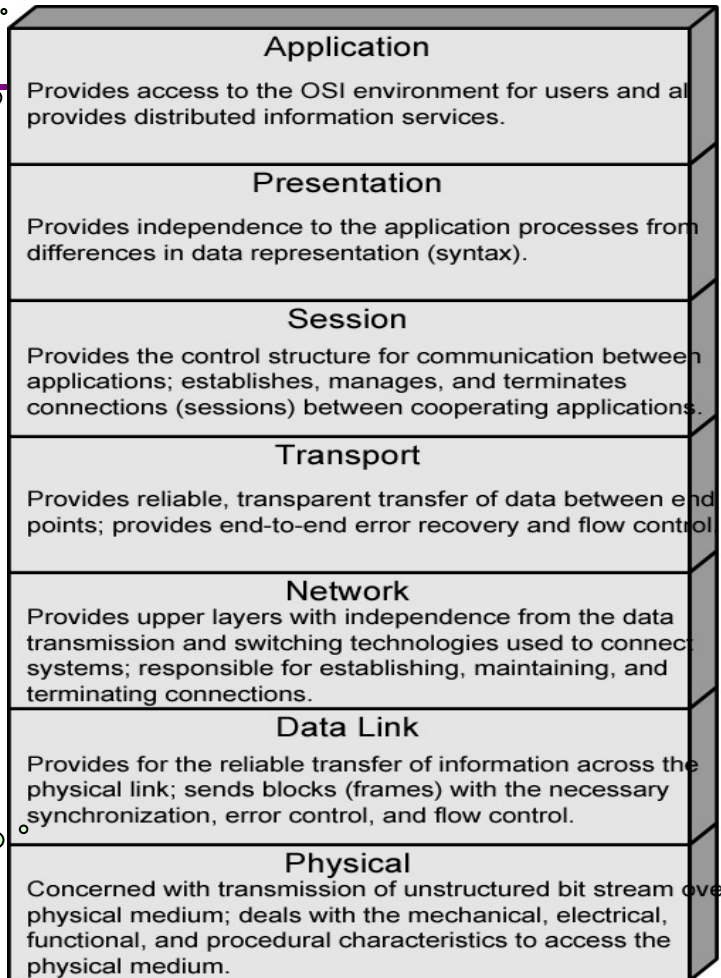 Application
Provides access to the OSI environment for users and al
provides distributed information services.
Presentation
Provides independence to the application processes from
differences in data representation (syntax).
Session
Provides the control structure for communication between
applications; establishes, manages, and terminates
connections (sessions) between cooperating applications.
Transport
Provides reliable, transparent transfer of data between end
points; provides end-to-end error recovery and flow control.
Network
Provides upper layers with independence from the data
transmission and switching technologies used to connect
systems; responsible for establishing, maintaining, and
terminating connections.
Data Link
Provides for the reliable transfer of information across the
physical link; sends blocks (frames) with the necessary
synchronization, error control, and flow control.
Physical
Concerned with transmission of unstructured bit stream ove
physical medium; deals with the mechanical, electrical,
functional, and procedural characteristics to access the
physical medium.